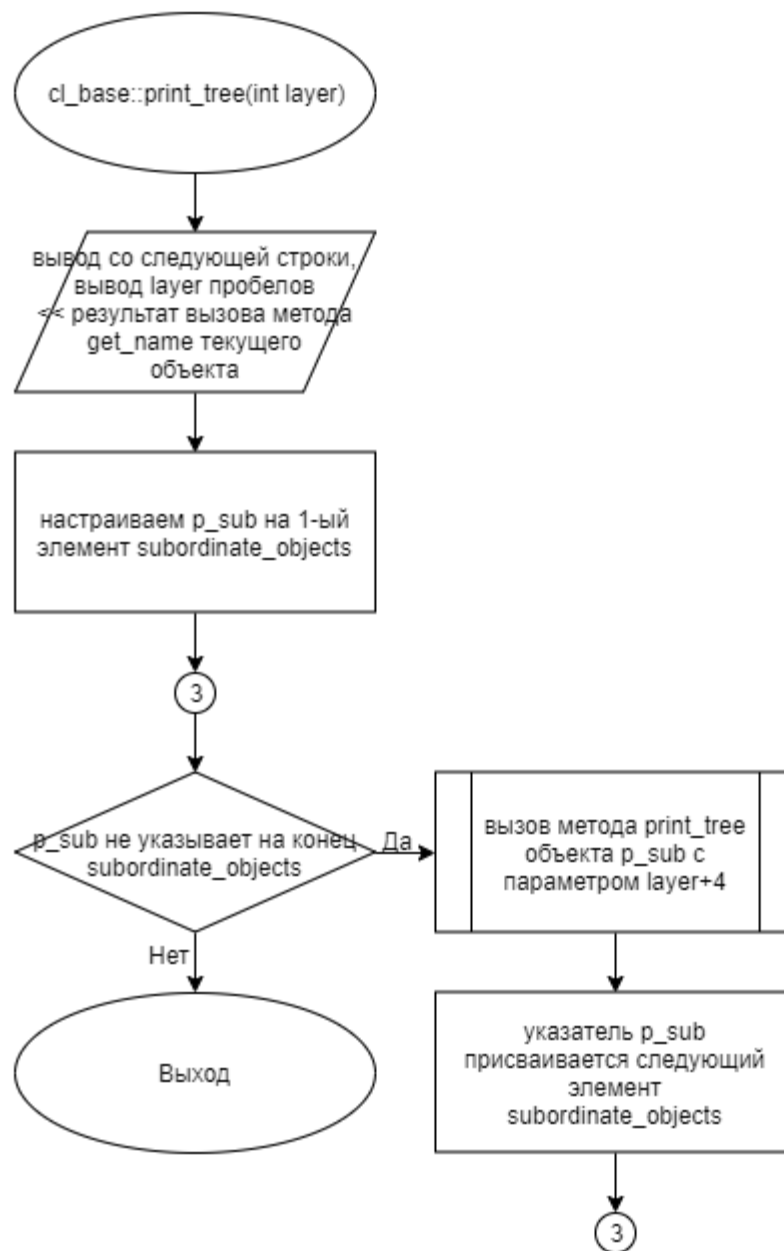 cl_base::print_tree(int layer)
вывод со следующей строки,
вывод layer пробелов
<< результат вызова метода
get_name текущего
объекта
настраиваем p_sub на 1-ый
элемент subordinate_objects
3
p_sub не указывает на конец
subordinate_objects
Да
вызов метода print_tree
объекта p_sub с
параметром layer+4
Нет
Выход
указатель p_sub
присваивается следующий
элемент
subordinate_objects
3